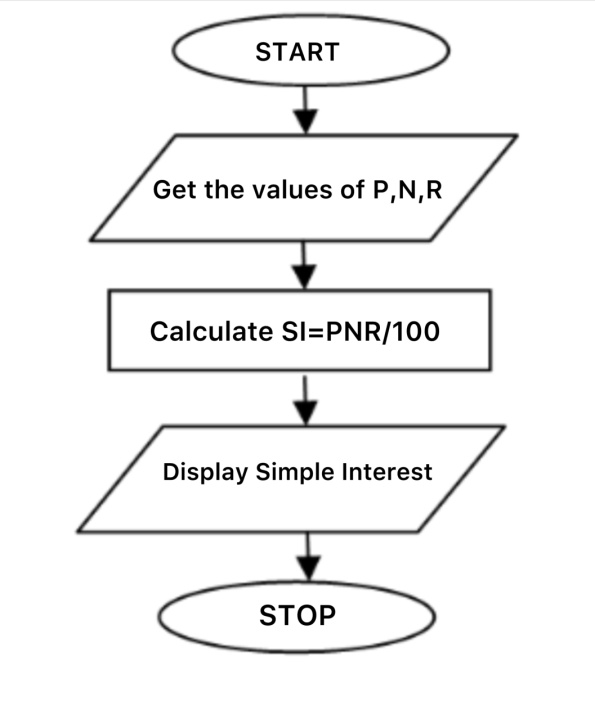 START
Get the values of P,N,R
Calculate SI=PNR/100
Display Simple Interest
STOP